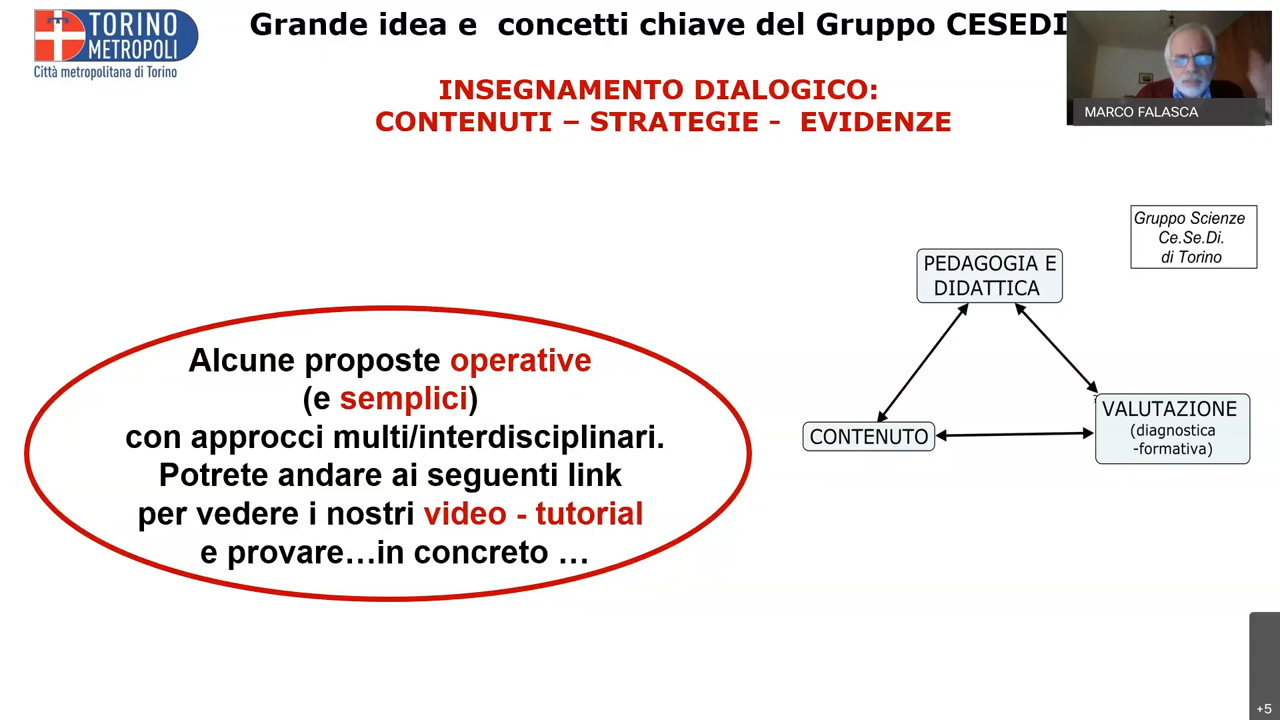 TORINO
METROPOLI
Città metropolitana di Torino
Grande idea e concetti chiave del Gruppo CESEDI
INSEGNAMENTO DIALOGICO:
CONTENUTI – STRATEGIE - EVIDENZE
MARCO FALASCA
Gruppo Scienze
Ce.Se.Di.
di Torino
PEDAGOGIA E
DIDATTICA
CONTENUTO
VALUTAZIONE
(diagnostica
-formativa)
Alcune proposte operative
(e semplici)
con approcci multi/interdisciplinari.
Potrete andare ai seguenti link
per vedere i nostri video - tutorial
e provare…in concreto …
+5